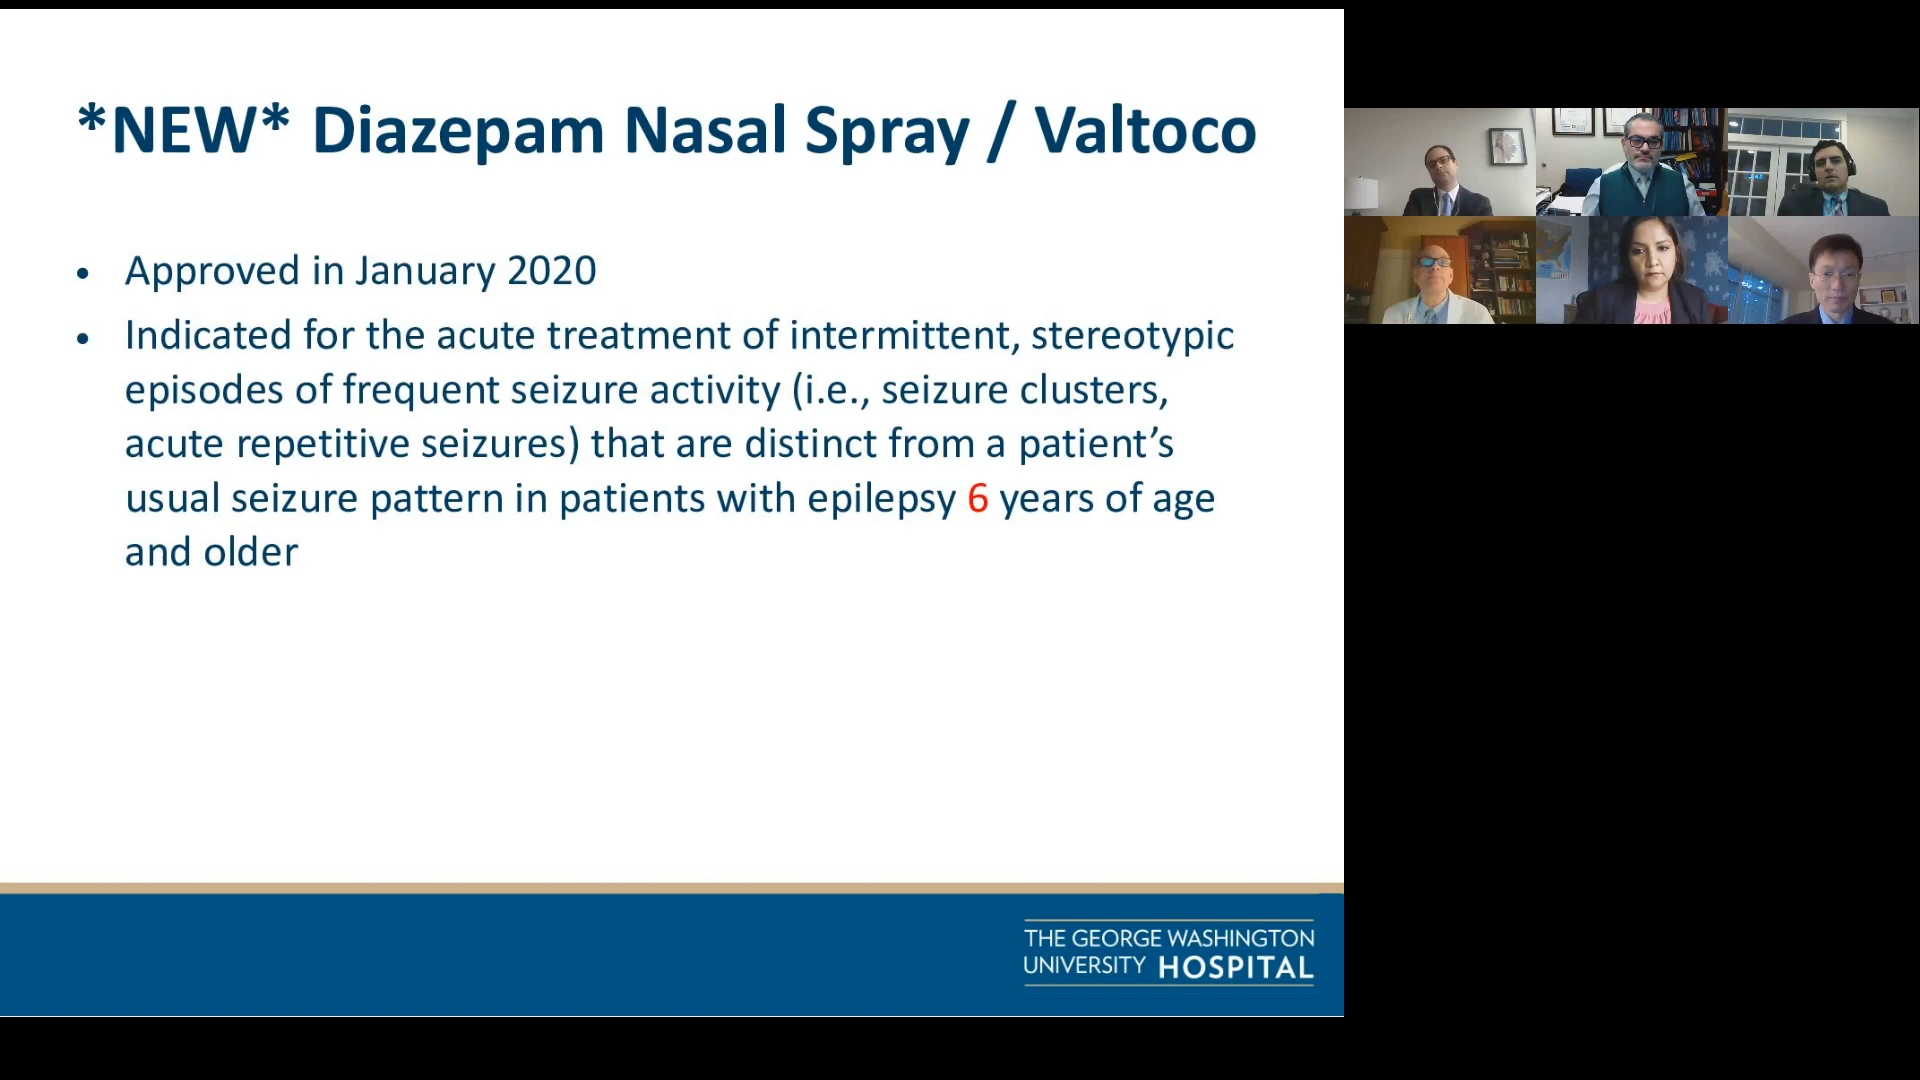 *NEW* Diazepam Nasal Spray / Valtoco
• Approved in January 2020
• Indicated for the acute treatment of intermittent, stereotypic
episodes of frequent seizure activity (i.e., seizure clusters,
acute repetitive seizures) that are distinct from a patient’s
usual seizure pattern in patients with epilepsy 6 years of age
and older
THE GEORGE WASHINGTON
UNIVERSITY HOSPITAL